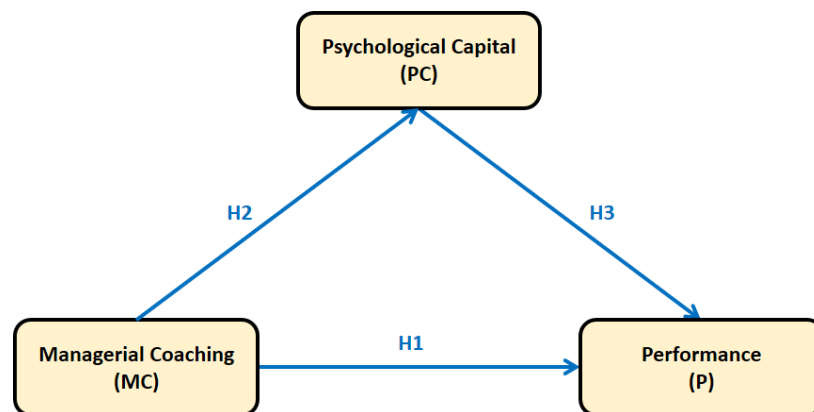 Psychological Capital
(PC)
H2
H3
Managerial Coaching
(MC)
H1
Performance
(P)